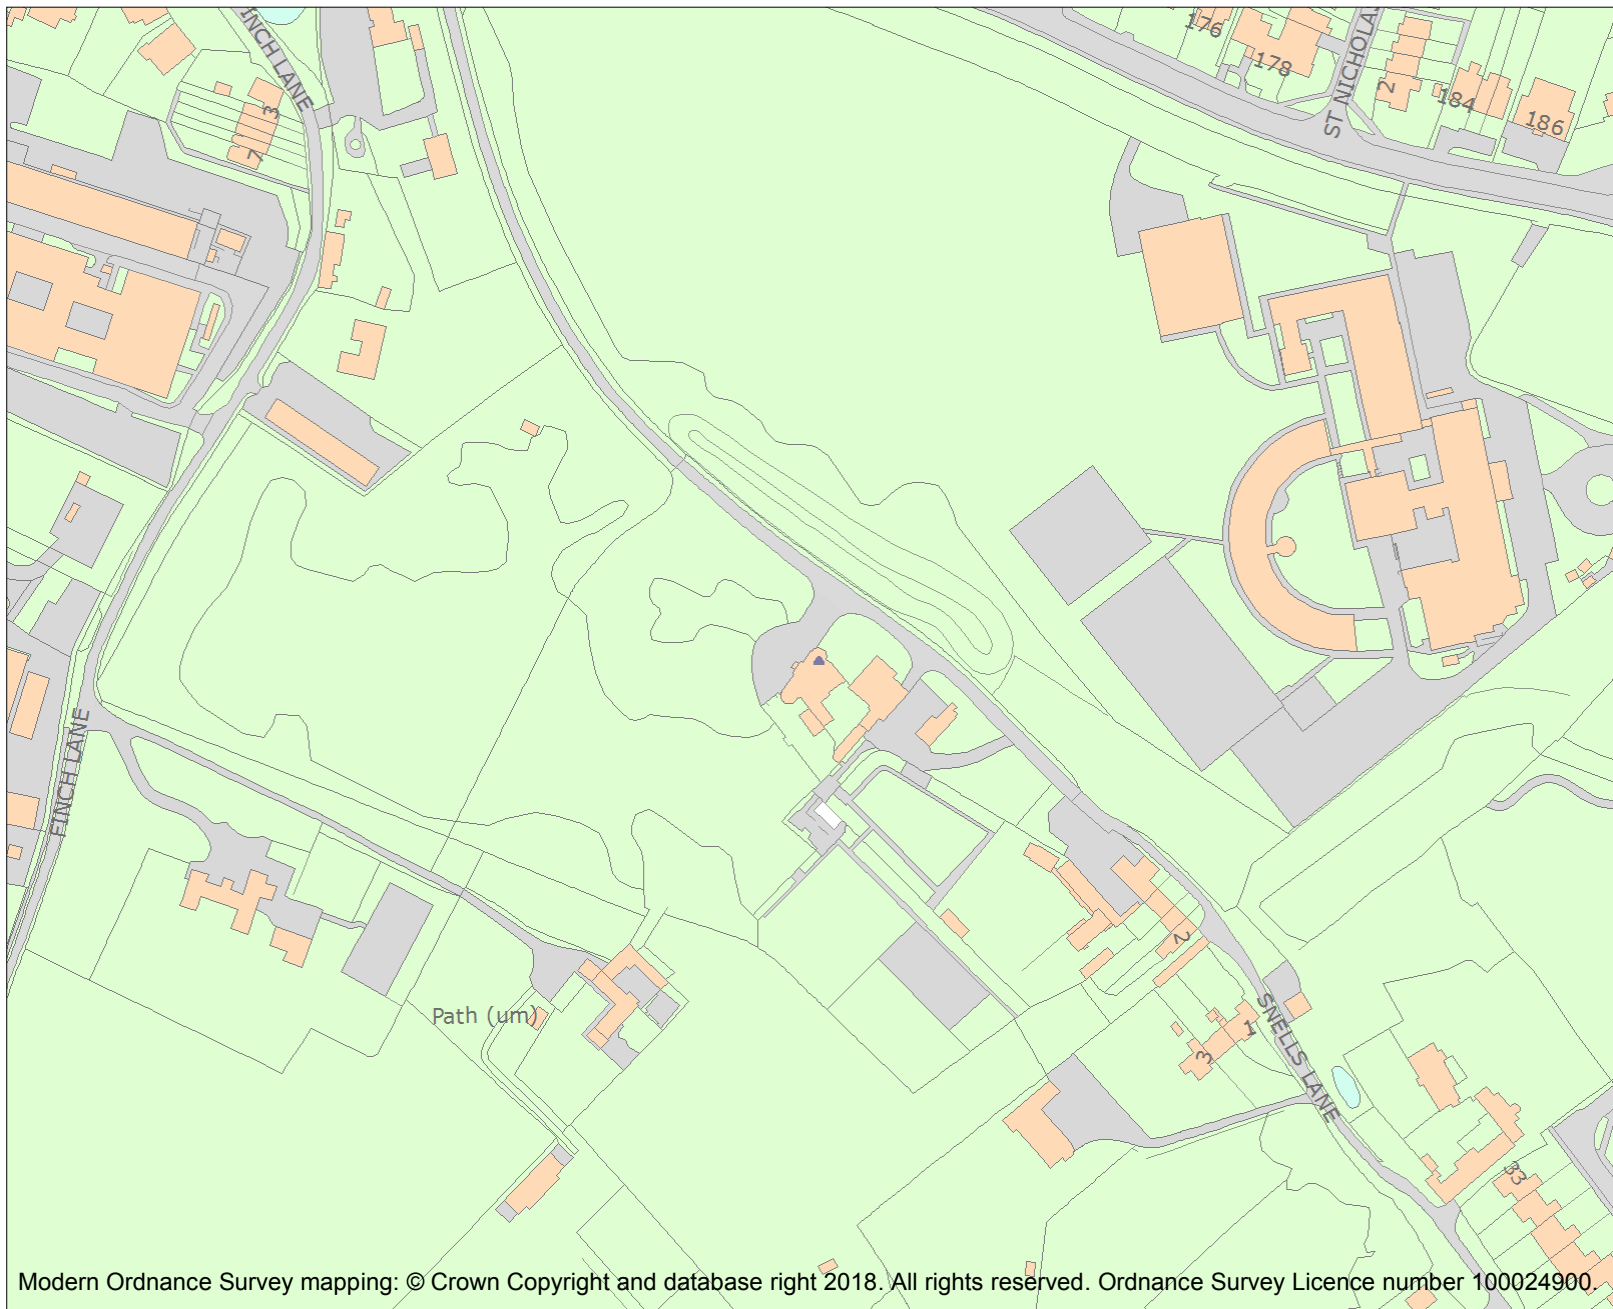 INCH LANE
176
178
ST NICHOLA
2
184
186
3
7
FINCH LANE
2
Path (um)
SNELLS LANE
1
3
33
Modern Ordnance Survey mapping: © Crown Copyright and database right 2018. All rights reserved. Ordnance Survey Licence number 100024900.